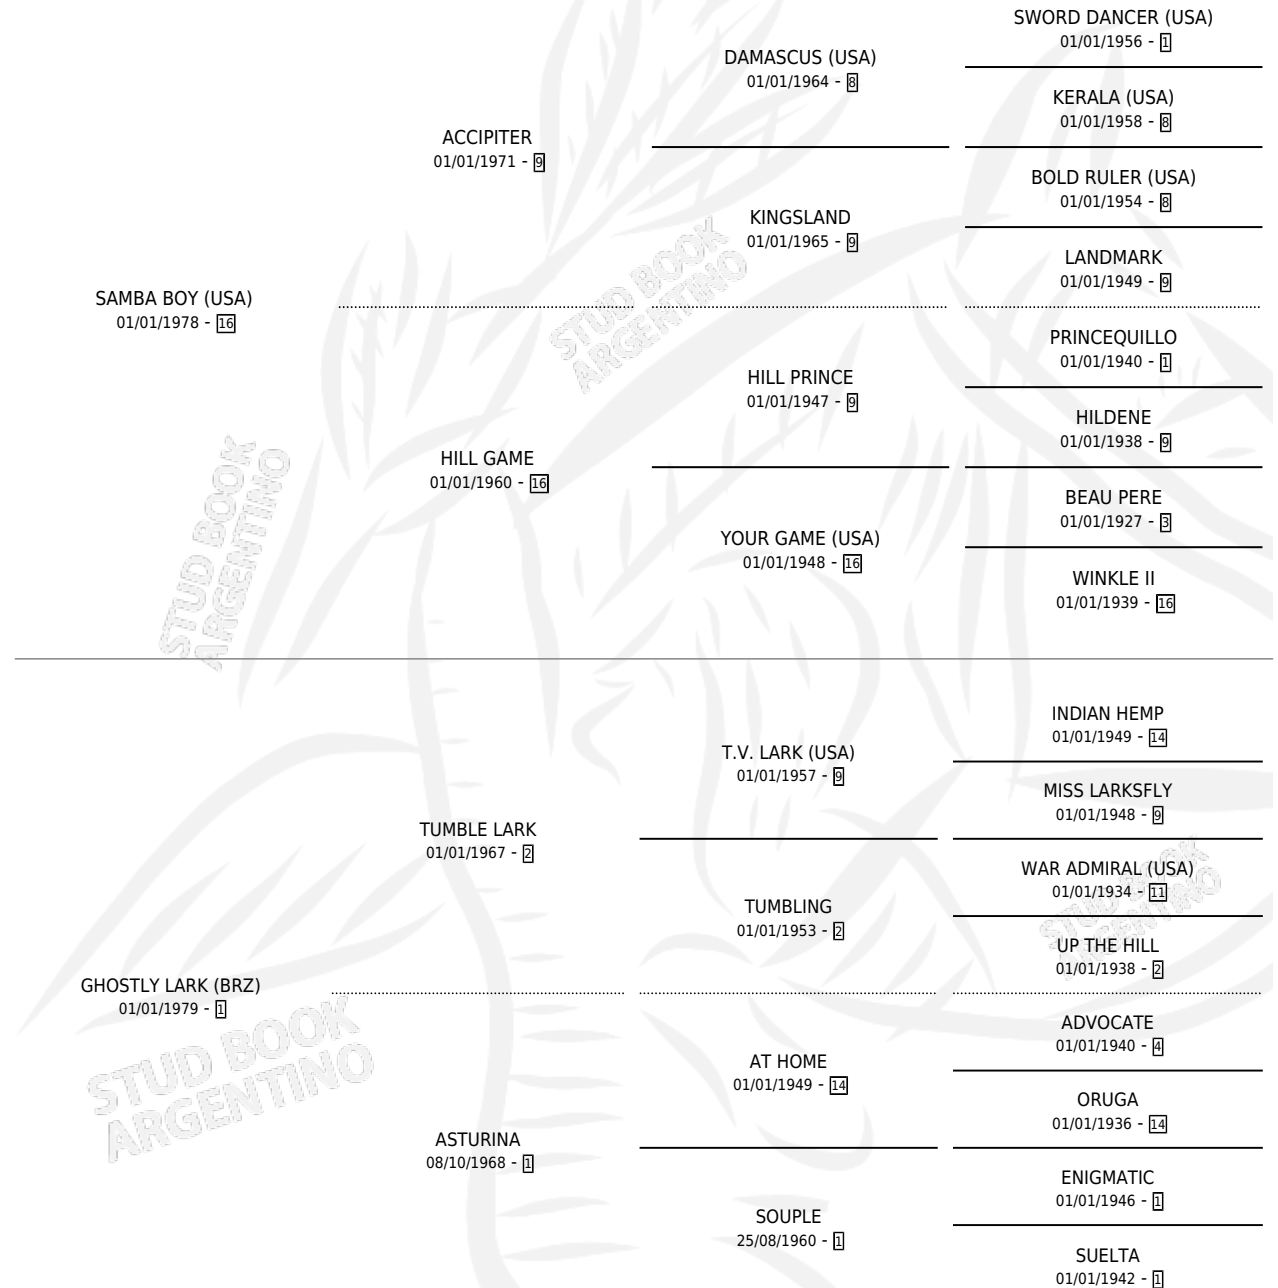 SWORD DANCER (USA)
01/01/1956 - 1
DAMASCUS (USA)
01/01/1964 - 8
KERALA (USA)
01/01/1958 - 8
ACCIPITER
01/01/1971 - 9
BOLD RULER (USA)
01/01/1954 - 8
KINGSLAND
01/01/1965 - 9
LANDMARK
01/01/1949 - 9
SAMBA BOY (USA)
01/01/1978 - 16
STUD BOOK
ARGENTINO
PRINCEQUILLO
01/01/1940 - 1
HILL PRINCE
01/01/1947 - 9
HILDENE
01/01/1938 - 9
HILL GAME
01/01/1960 - 16
BEAU PERE
01/01/1927 - 3
YOUR GAME (USA)
01/01/1948 - 16
WINKLE II
01/01/1939 - 16
STUD BOOK
ARGENTINO
INDIAN HEMP
01/01/1949 - 14
T.V. LARK (USA)
01/01/1957 - 9
MISS LARKSFLY
01/01/1948 - 9
TUMBLE LARK
01/01/1967 - 2
WAR ADMIRAL (USA)
01/01/1934 - 11
TUMBLING
01/01/1953 - 2
UP THE HILL
01/01/1938 - 2
STUD BOOK
ARGENTINO
GHOSTLY LARK (BRZ)
01/01/1979 - 1
ADVOCATE
01/01/1940 - 4
AT HOME
01/01/1949 - 14
ORUGA
01/01/1936 - 14
STUD BOOK
ARGENTINO
ASTURINA
08/10/1968 - 1
ENIGMATIC
01/01/1946 - 1
SOUPLE
25/08/1960 - 1
SUELTA
01/01/1942 - 1